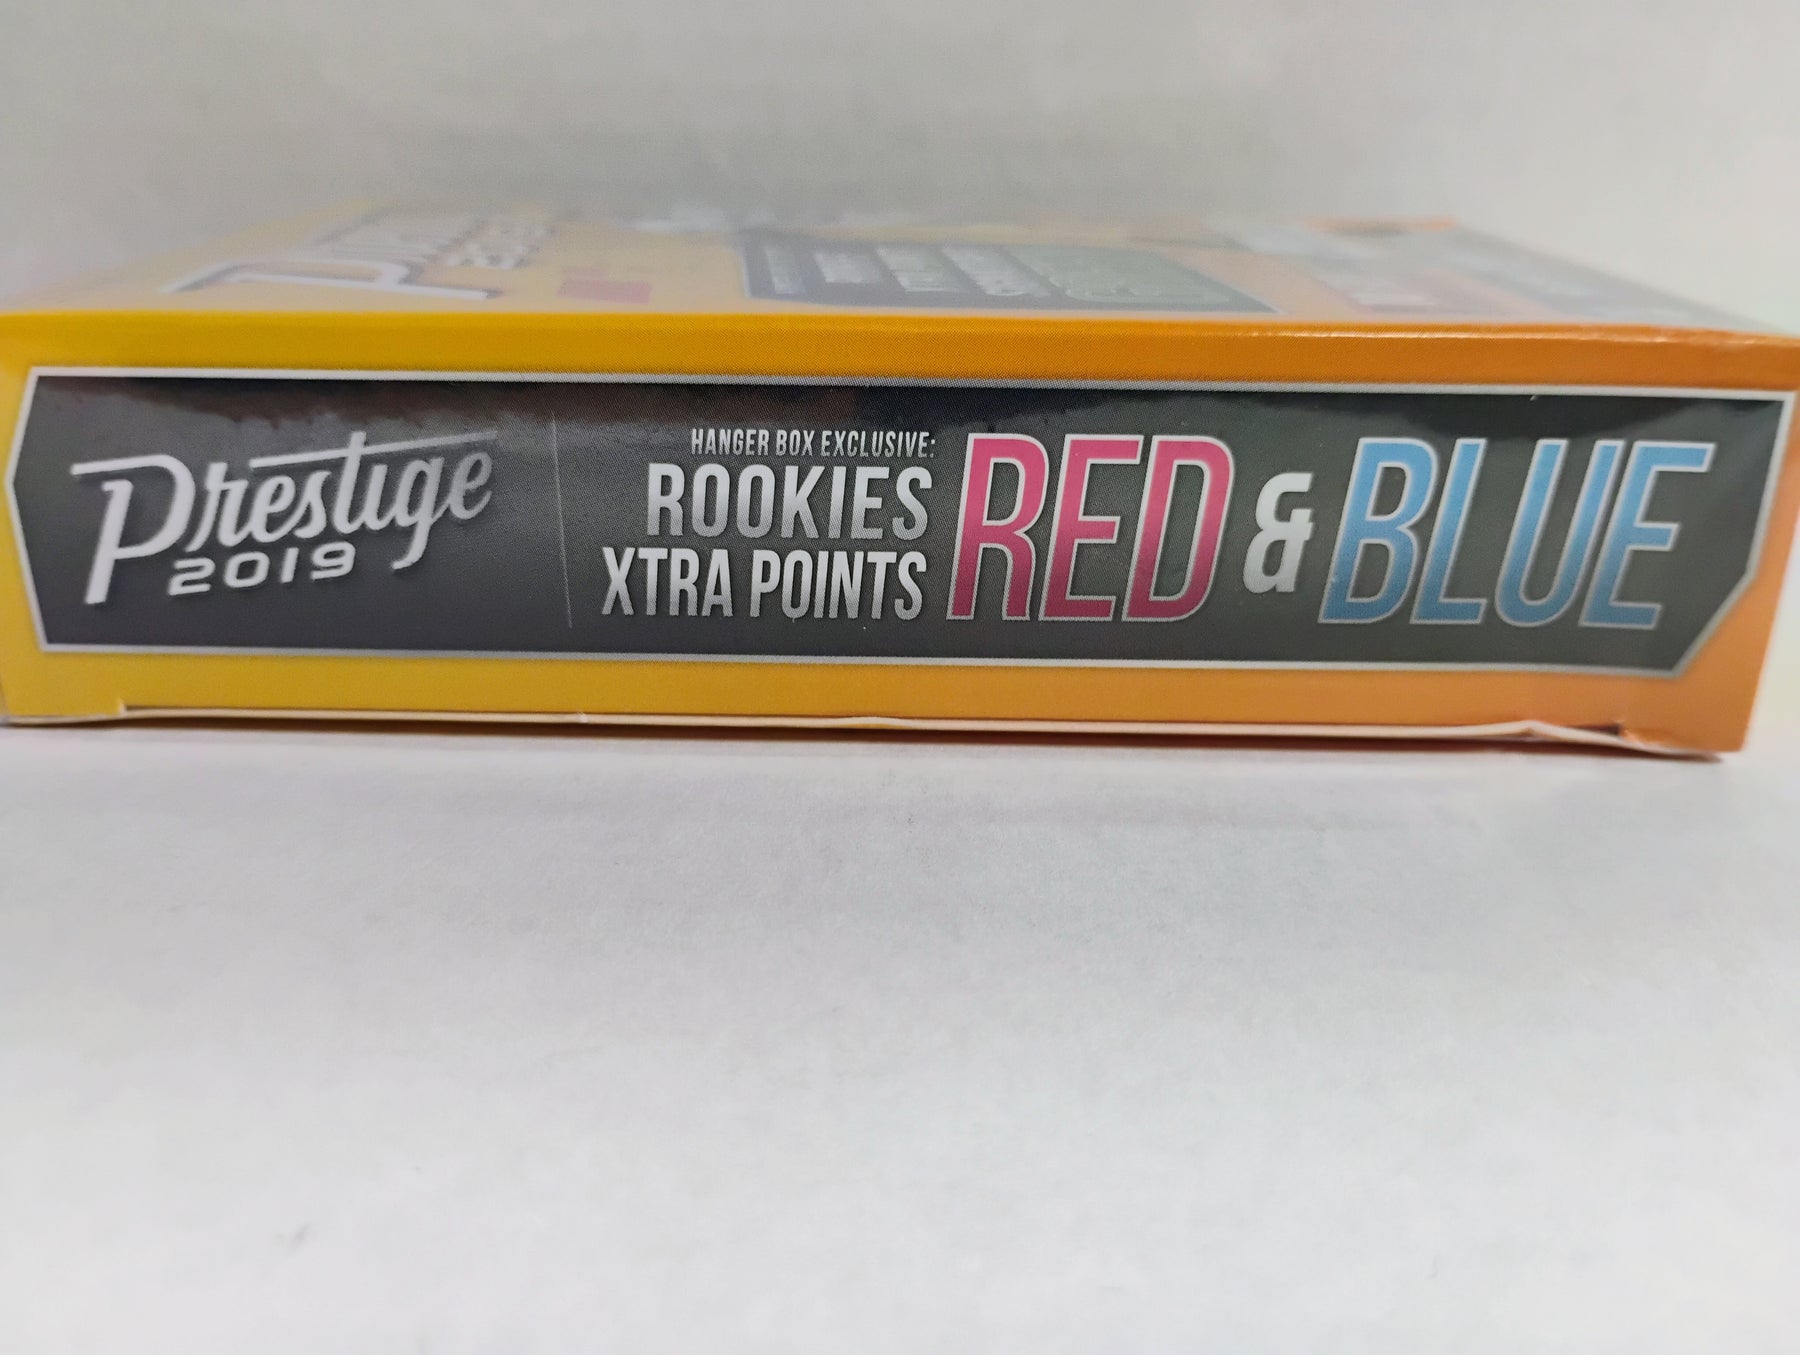 Prestige
2019
HANGER BOX EXCLUSIVE:
ROOKIES
XTRA POINTS
RED & BLUE